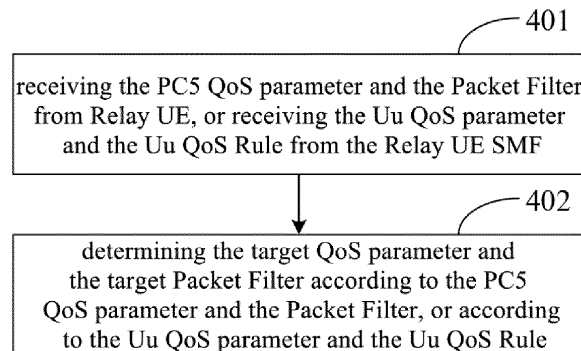 401
receiving the PC5 QoS parameter and the Packet Filter
from Relay UE, or receiving the Uu QoS parameter
and the Uu QoS Rule from the Relay UE SMF
402
determining the target QoS parameter and
the target Packet Filter according to the PC5
QoS parameter and the Packet Filter, or according
to the Uu QoS parameter and the Uu QoS Rule